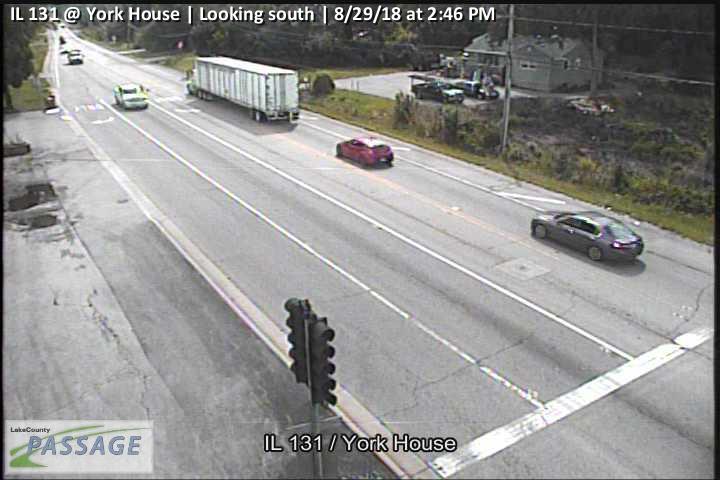 IL 131 @ York House | Looking south | 8/29/18 at 2:46 PM
LakeCounty
PASSAGE
IL 131 / York House